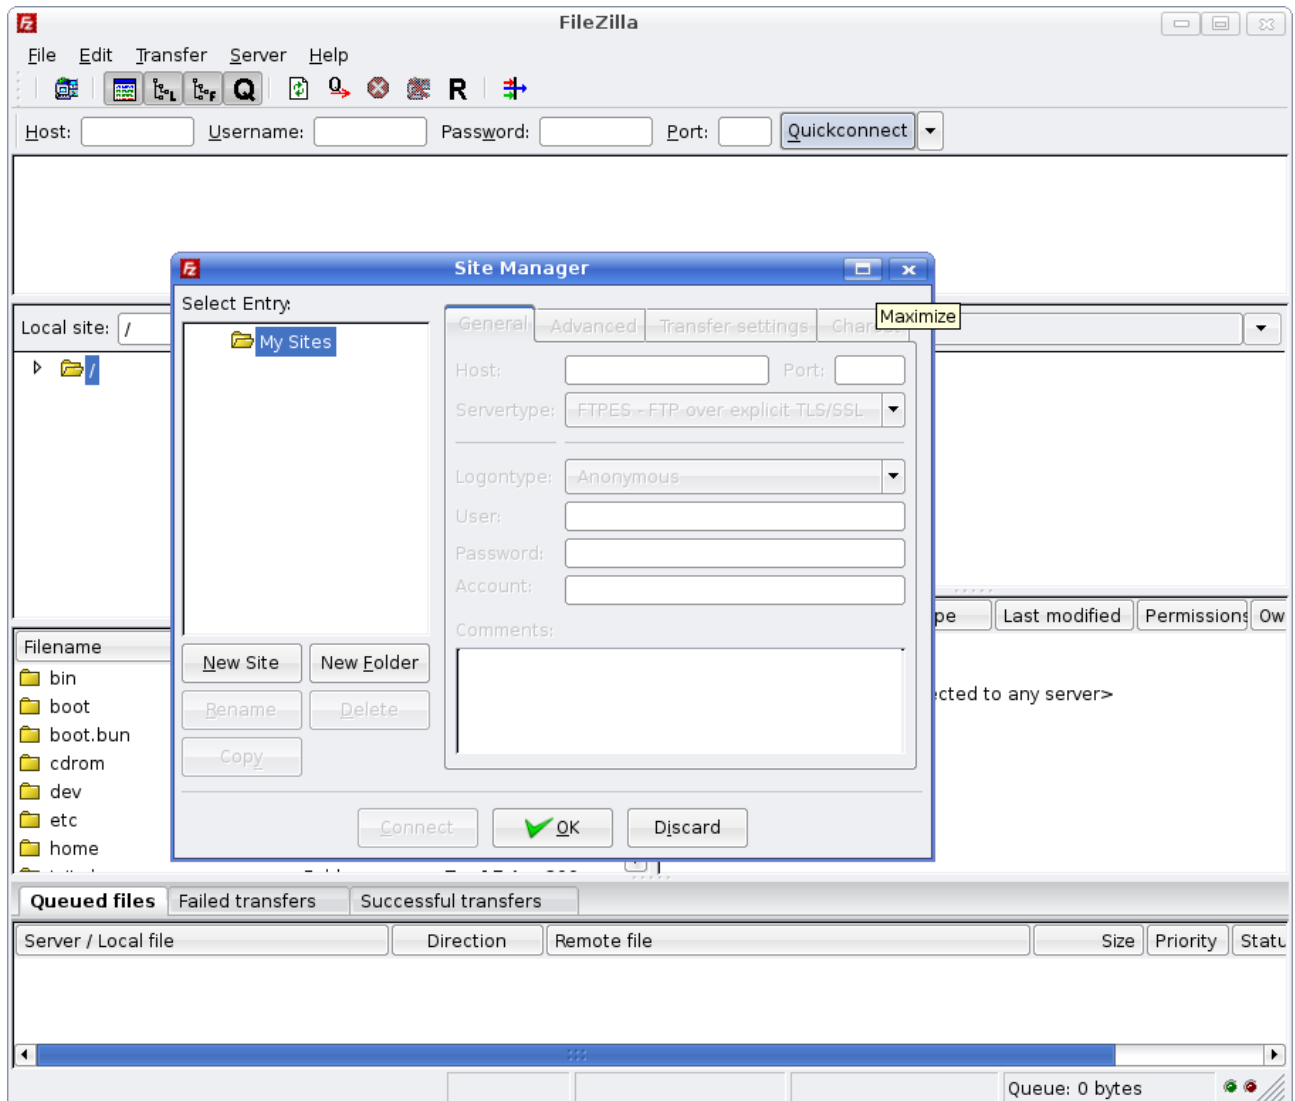 FileZilla
File Edit Transfer Server Help
Host: Username: Password: Port: Quickconnect
Site Manager
Select Entry:
My Sites
General Advanced Transfer settings
Maximize
Host: Port:
Servertype: FTPES - FTP over explicit TLS/SSL
Logontype: Anonymous
User:
Password:
Account:
Comments:
New Site New Folder
Rename Delete
Copy
Connect OK Discard
Local site: /
/
Last modified Permissions Ow
Filename
bin
boot
boot.bun
cdrom
dev
etc
home
to any server>
Queued files Failed transfers Successful transfers
Server / Local file Direction Remote file Size Priority Statu
Queue: 0 bytes